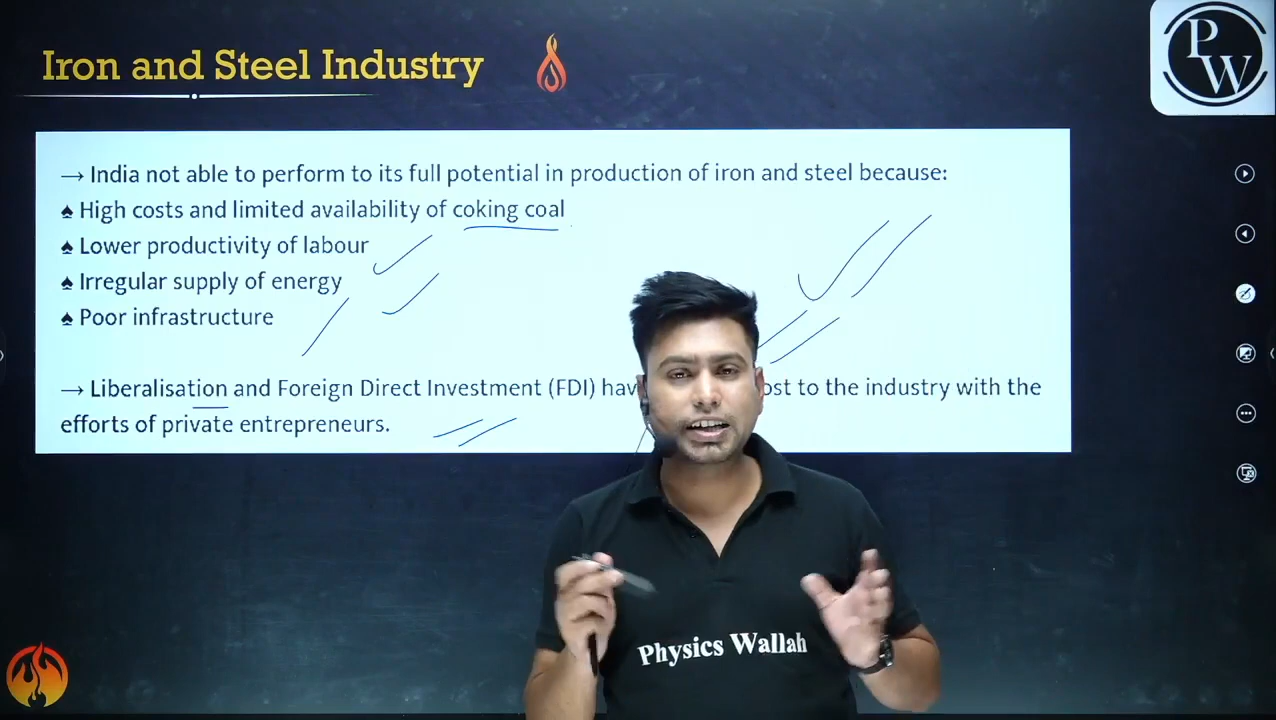 Iron and Steel Industry
PW
→ India not able to perform to its full potential in production of iron and steel because:
♠ High costs and limited availability of coking coal
♠ Lower productivity of labour
♠ Irregular supply of energy
♠ Poor infrastructure
→ Liberalisation and Foreign Direct Investment (FDI) hav ost to the industry with the
efforts of private entrepreneurs.
Physics Wallah